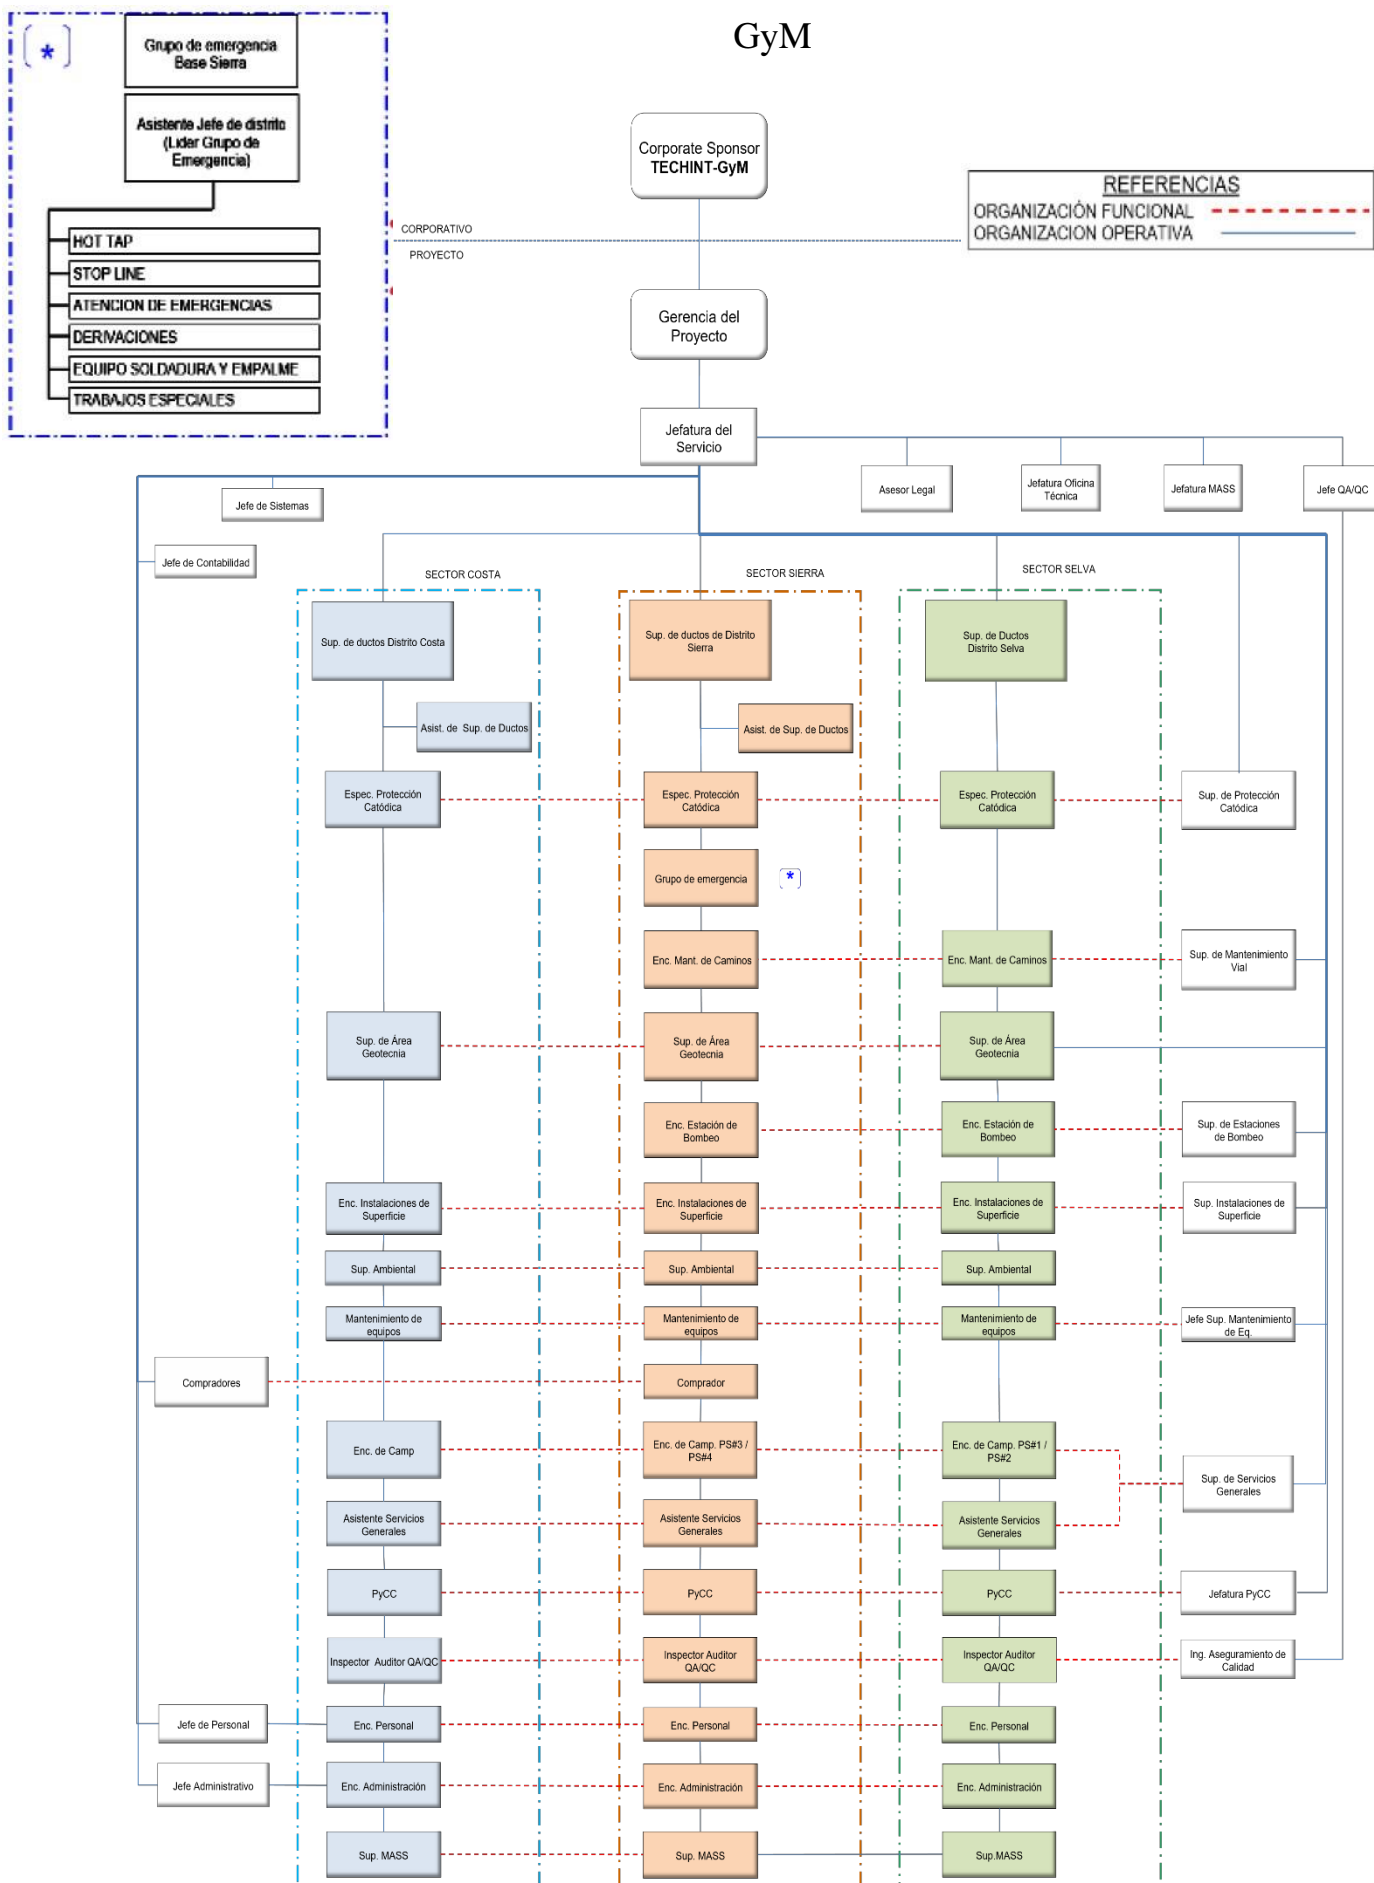 GyM
*
Grupo de emergencia
Base Sierra
Asistente Jefe de distrito
(Lider Grupo de
Emergencia)
HOT TAP
STOP LINE
ATENCION DE EMERGENCIAS
DERIVACIONES
EQUIPO SOLDADURA Y EMPALME
TRABAJOS ESPECIALES
Corporate Sponsor
TECHINT-GyM
REFERENCIAS
ORGANIZACIÓN FUNCIONAL
ORGANIZACION OPERATIVA
CORPORATIVO
PROYECTO
Gerencia del
Proyecto
Jefatura del
Servicio
Jefe de Sistemas
Asesor Legal
Jefatura Oficina
Técnica
Jefatura MASS
Jefe QA/QC
Jefe de Contabilidad
SECTOR COSTA
SECTOR SIERRA
SECTOR SELVA
Sup. de ductos Distrito Costa
Sup. de ductos de Distrito
Sierra
Sup. de Ductos
Distrito Selva
Asist. de Sup. de Ductos
Asist. de Sup. de Ductos
Espec. Protección
Catódica
Espec. Protección
Catódica
Espec. Protección
Catódica
Sup. de Protección
Catódica
Grupo de emergencia
*
Enc. Mant. de Caminos
Enc. Mant. de Caminos
Sup. de Mantenimiento
Vial
Sup. de Área
Geotecnia
Sup. de Área
Geotecnia
Sup. de Área
Geotecnia
Enc. Estación de
Bombeo
Enc. Estación de
Bombeo
Sup. de Estaciones
de Bombeo
Enc. Instalaciones de
Superficie
Enc. Instalaciones de
Superficie
Enc. Instalaciones de
Superficie
Sup. Instalaciones de
Superficie
Sup. Ambiental
Sup. Ambiental
Sup. Ambiental
Mantenimiento de
equipos
Mantenimiento de
equipos
Mantenimiento de
equipos
Jefe Sup. Mantenimiento
de Eq.
Compradores
Comprador
Enc. de Camp
Enc. de Camp. PS#3 /
PS#4
Enc. de Camp. PS#1 /
PS#2
Sup. de Servicios
Generales
Asistente Servicios
Generales
Asistente Servicios
Generales
Asistente Servicios
Generales
PyCC
PyCC
PyCC
Jefatura PyCC
Inspector Auditor QA/QC
Inspector Auditor
QA/QC
Inspector Auditor
QA/QC
Ing. Aseguramiento de
Calidad
Jefe de Personal
Enc. Personal
Enc. Personal
Enc. Personal
Jefe Administrativo
Enc. Administración
Enc. Administración
Enc. Administración
Sup. MASS
Sup. MASS
Sup.MASS